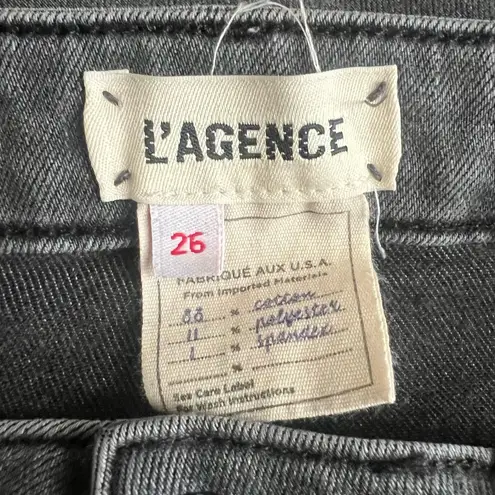 L'AGENCE
26
FABRIQUÉ AUX U.S.A.
From Imported Materials
88 % cotton
11 % polyester
1 % spandex
%
See Care Label
For Wash Instructions